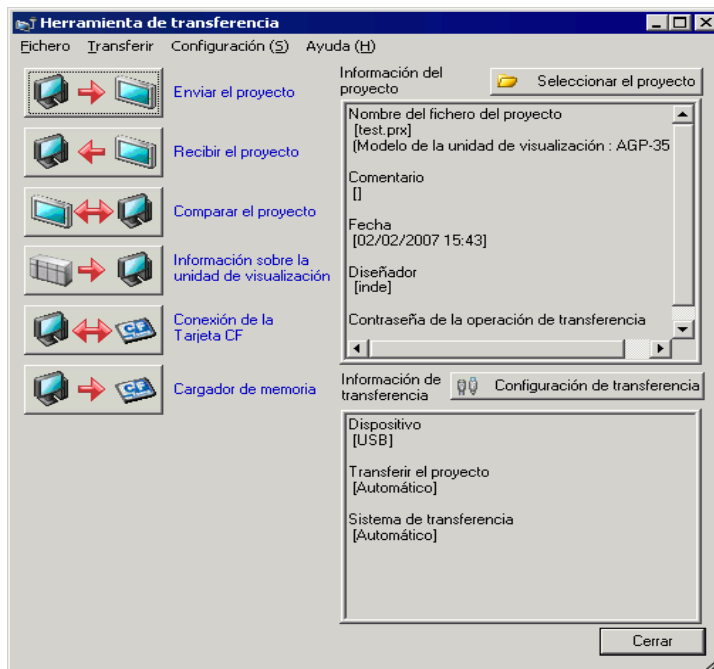 Herramienta de transferencia
Fichero Transferir Configuración (S) Ayuda (H)
Enviar el proyecto
Recibir el proyecto
Comparar el proyecto
Información sobre la
unidad de visualización
Conexión de la
Tarjeta CF
Cargador de memoria
Información del
proyecto
Seleccionar el proyecto
Nombre del fichero del proyecto
[test.prx]
(Modelo de la unidad de visualización : AGP-35
Comentario
[]
Fecha
[02/02/2007 15:43]
Diseñador
[inde]
Contraseña de la operación de transferencia
Información de
transferencia
Configuración de transferencia
Dispositivo
[USB]
Transferir el proyecto
[Automático]
Sistema de transferencia
[Automático]
Cerrar